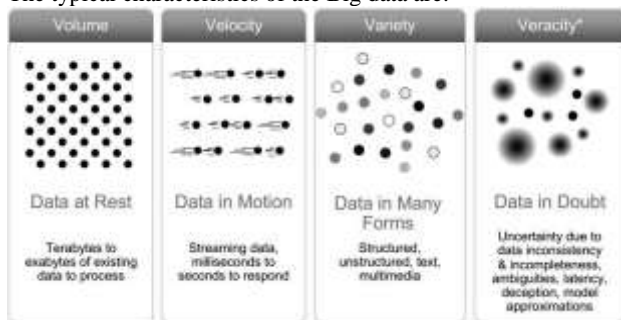 The typical characteristics of the Big data are:
Volume
Data at Rest
Terabytes to
exabytes of existing
data to process
Velocity
Data in Motion
Streaming data,
milliseconds to
seconds to respond
Variety
Data in Many
Forms
Structured,
unstructured, text,
multimedia
Veracity*
Data in Doubt
Uncertainty due to
data inconsistency
& incompleteness,
ambiguities, latency,
deception, model
approximations